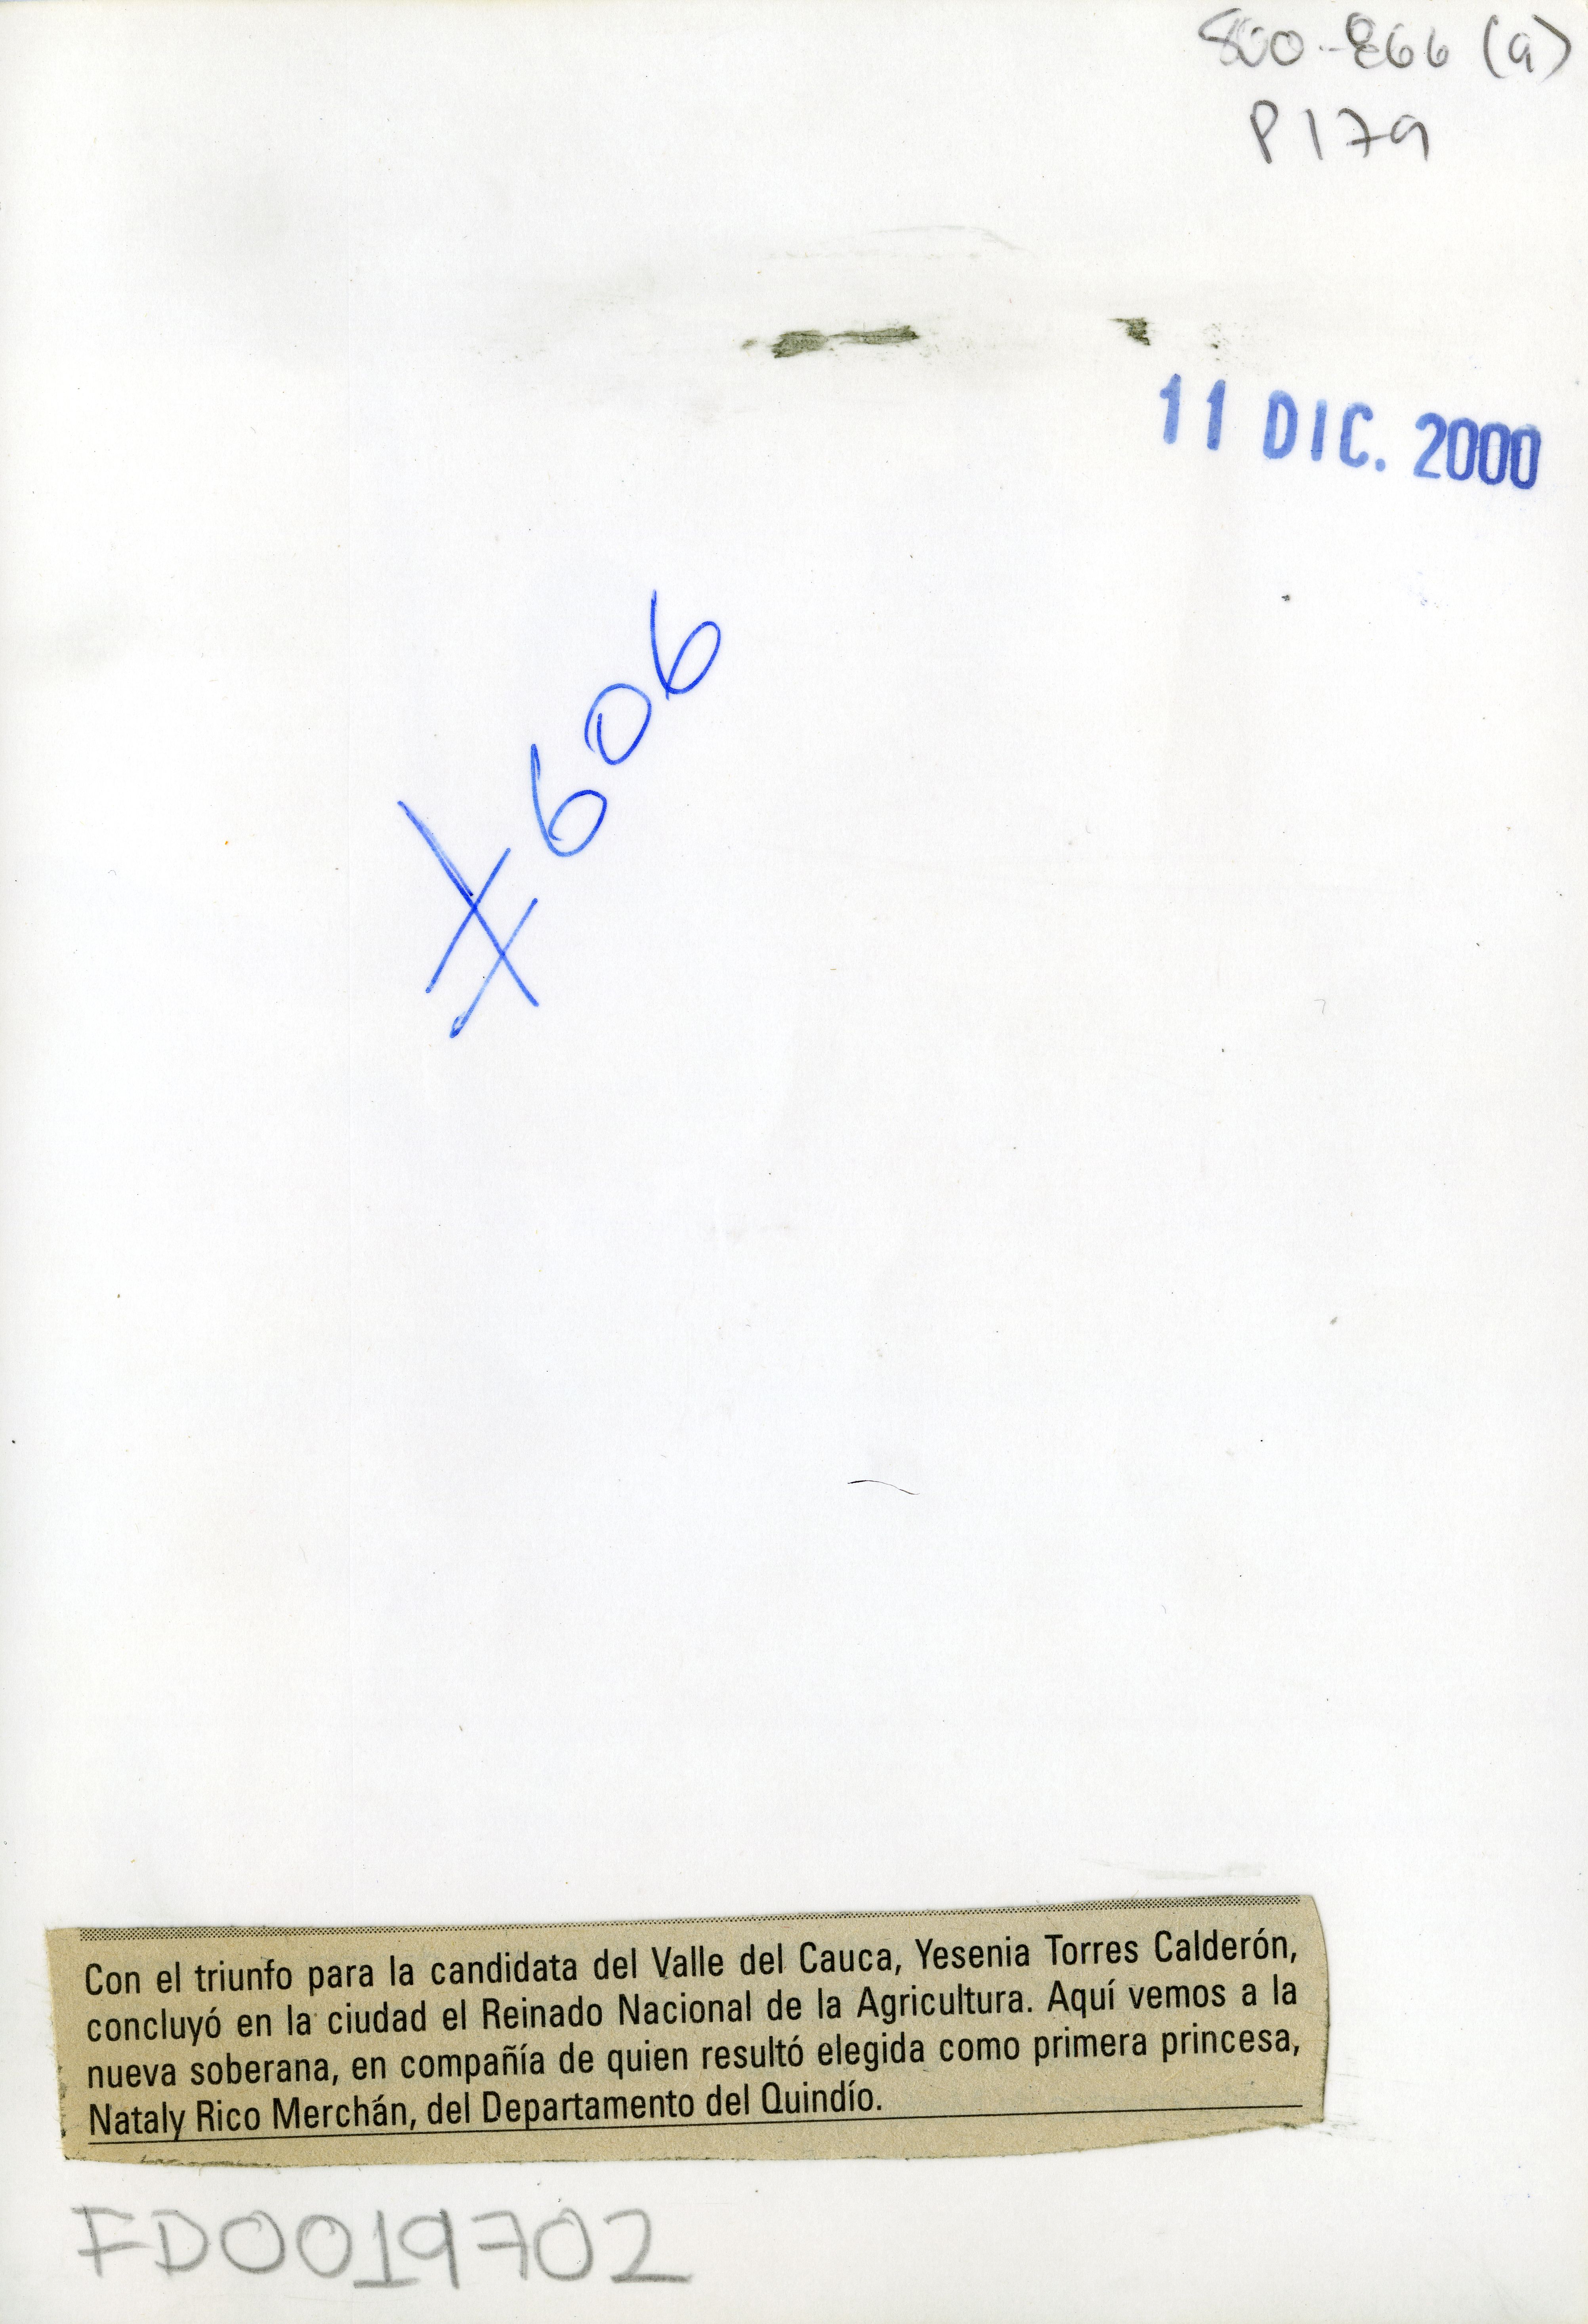 800-866 (a)
P179
11 DIC. 2000
# 606
Con el triunfo para la candidata del Valle del Cauca, Yesenia Torres Calderón,
concluyó en la ciudad el Reinado Nacional de la Agricultura. Aquí vemos a la
nueva soberana, en compañía de quien resultó elegida como primera princesa,
Nataly Rico Merchán, del Departamento del Quindío.
FD0019702